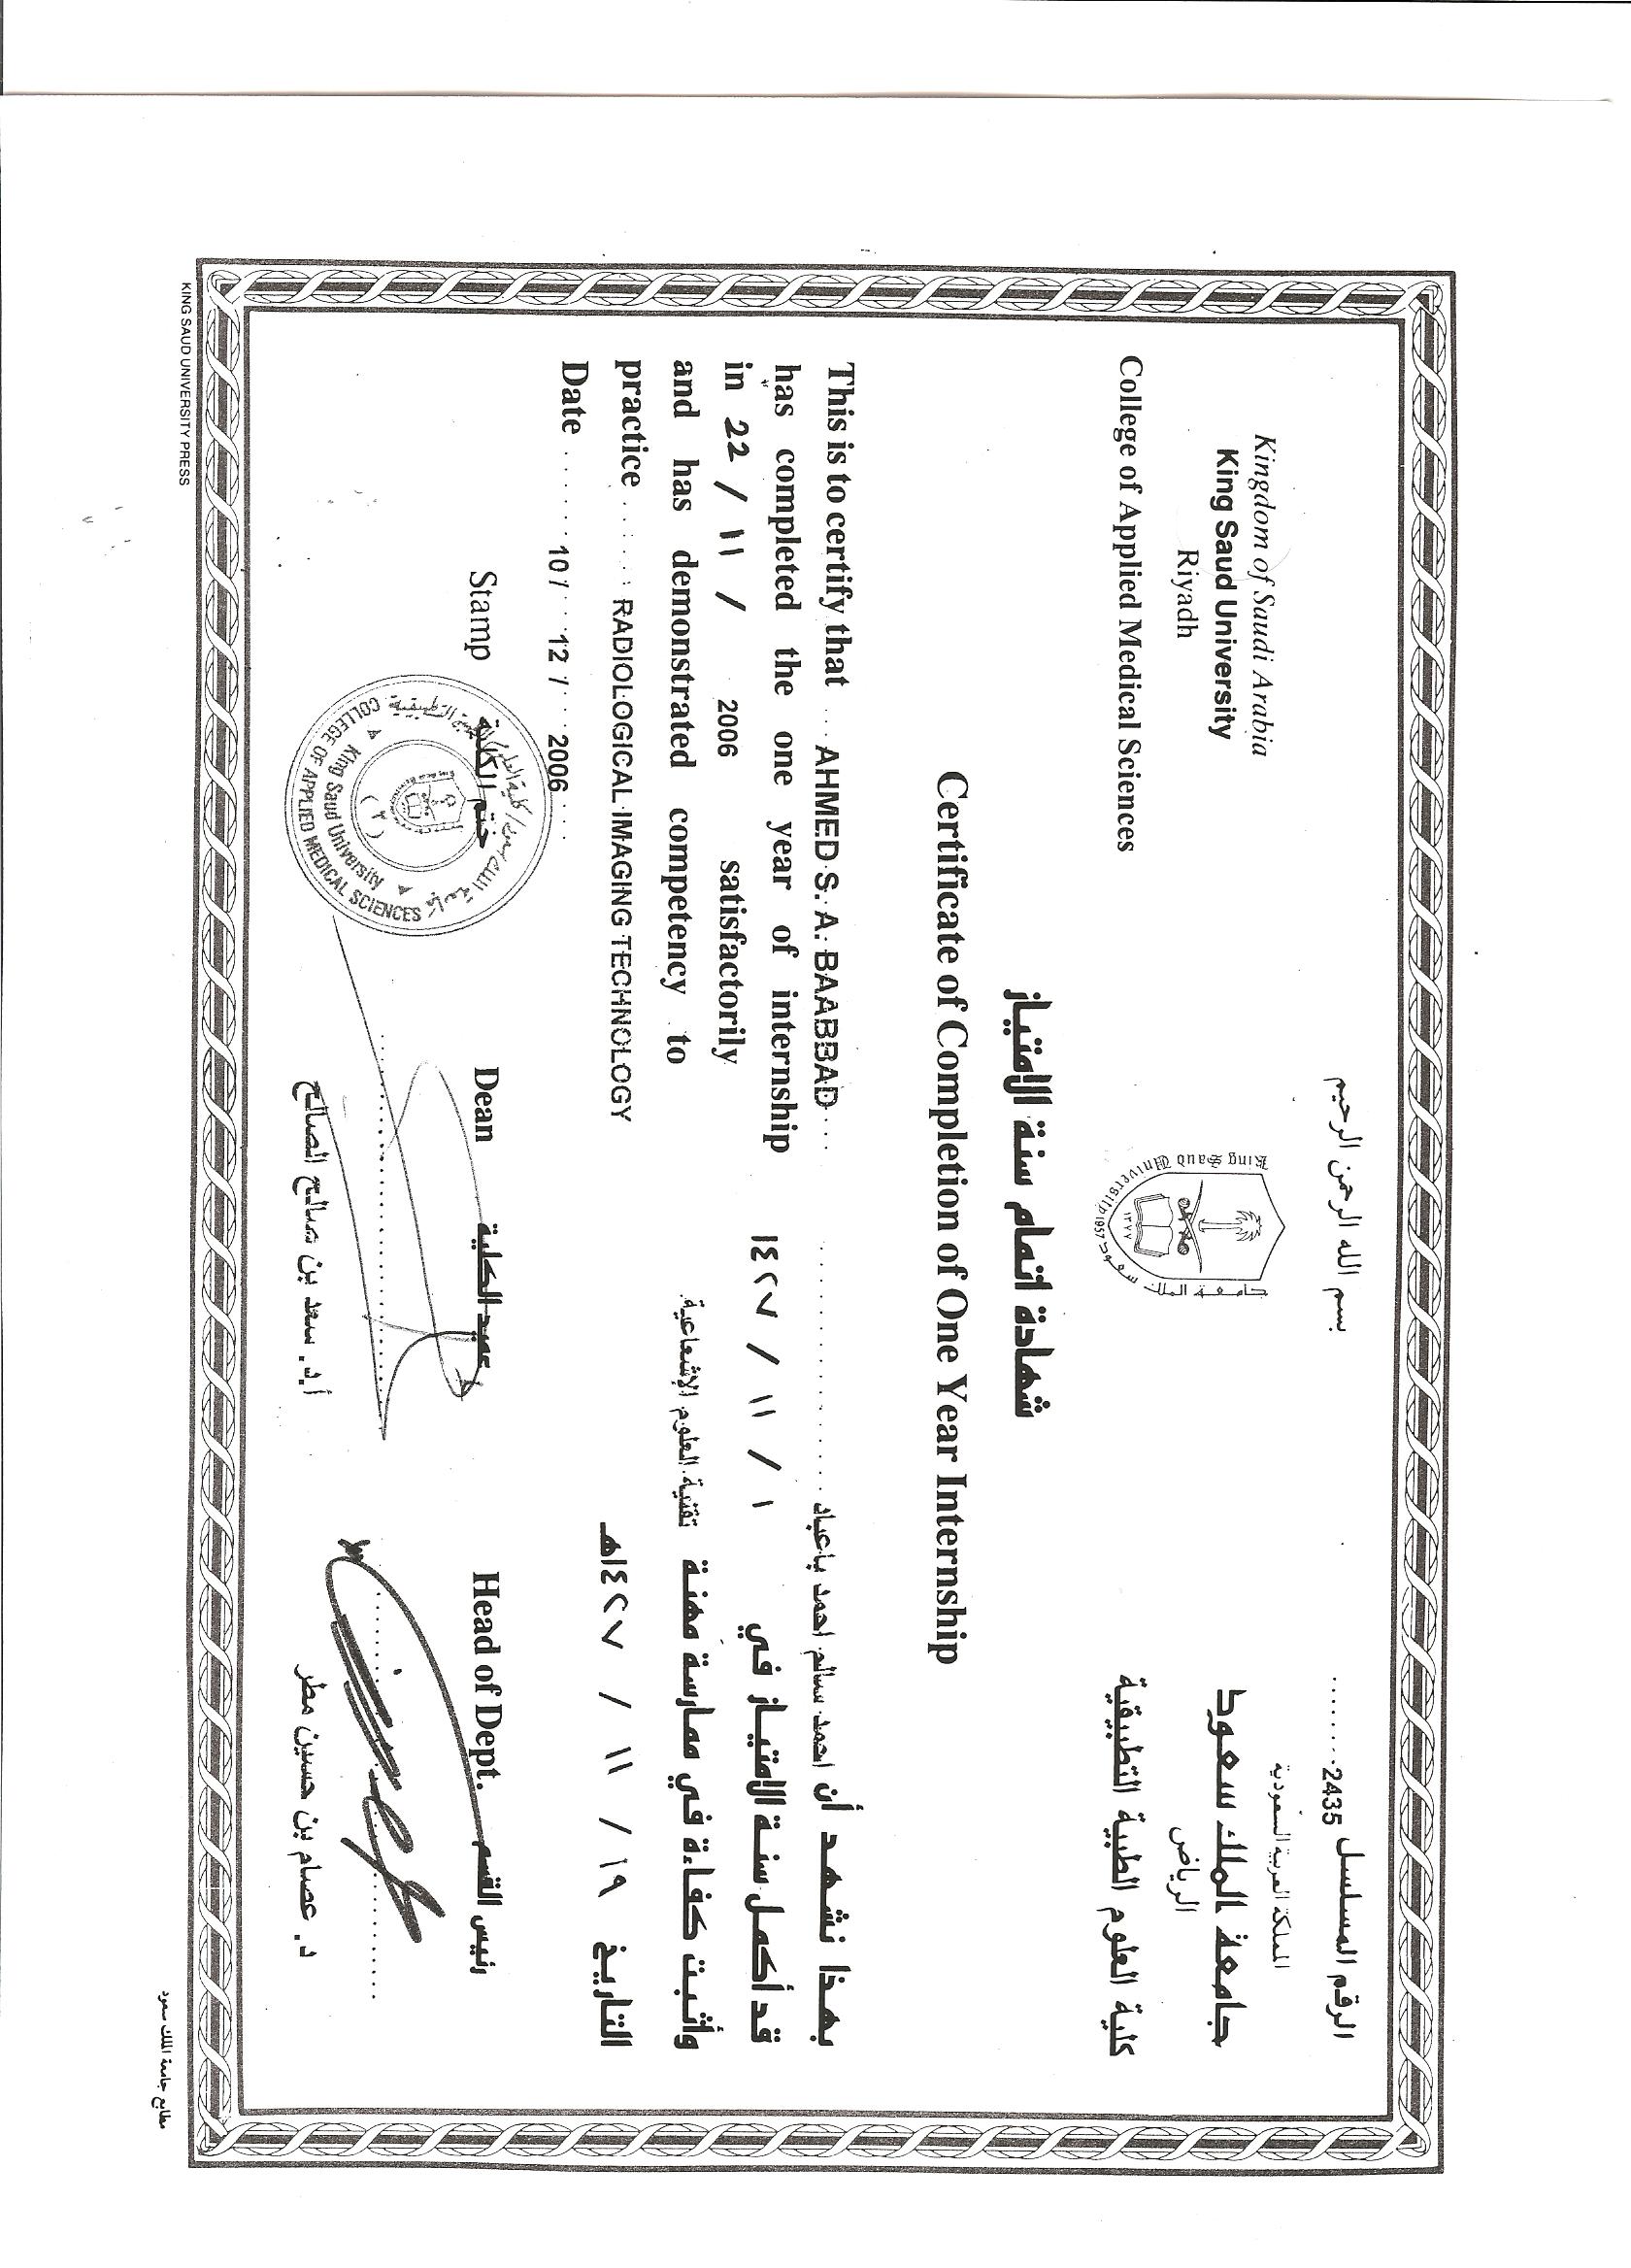 بسم الله الرحمن الرحيم
الرقم المسلسل 2435
Kingdom of Saudi Arabia
King Saud University
Riyadh
College of Applied Medical Sciences
المملكة العربية السعودية
جامعة الملك سعود
الرياض
كلية العلوم الطبية التطبيقية
King Saud University 1957
جامعة الملك سعود ١٣٧٧
شهادة اتمام سنة الامتياز
Certificate of Completion of One Year Internship
This is to certify that AHMED S. A. BAABBAD
has completed the one year of internship
in 22 / 11 / 2006 satisfactorily
and has demonstrated competency to
practice RADIOLOGICAL IMAGING TECHNOLOGY
Date 10 / 12 / 2006
بهذا نشهد أن احمد سالم احمد باعباد
قد أكمل سنة الامتياز في ١ / ١١ / ١٤٢٧
وأثبت كفاءة في ممارسة مهنة تقنية العلوم الإشعاعية
التاريخ ١٩ / ١١ / ١٤٢٧هـ
Stamp ختم الكلية
Dean عميد الكلية
Head of Dept. رئيس القسم
جامعة الملك سعود / كلية العلوم الطبية التطبيقية
King Saud University
COLLEGE OF APPLIED MEDICAL SCIENCES
أ.د. سعد بن صالح الصالح
د. عصام بن حسين مطر
KING SAUD UNIVERSITY PRESS
مطابع جامعة الملك سعود